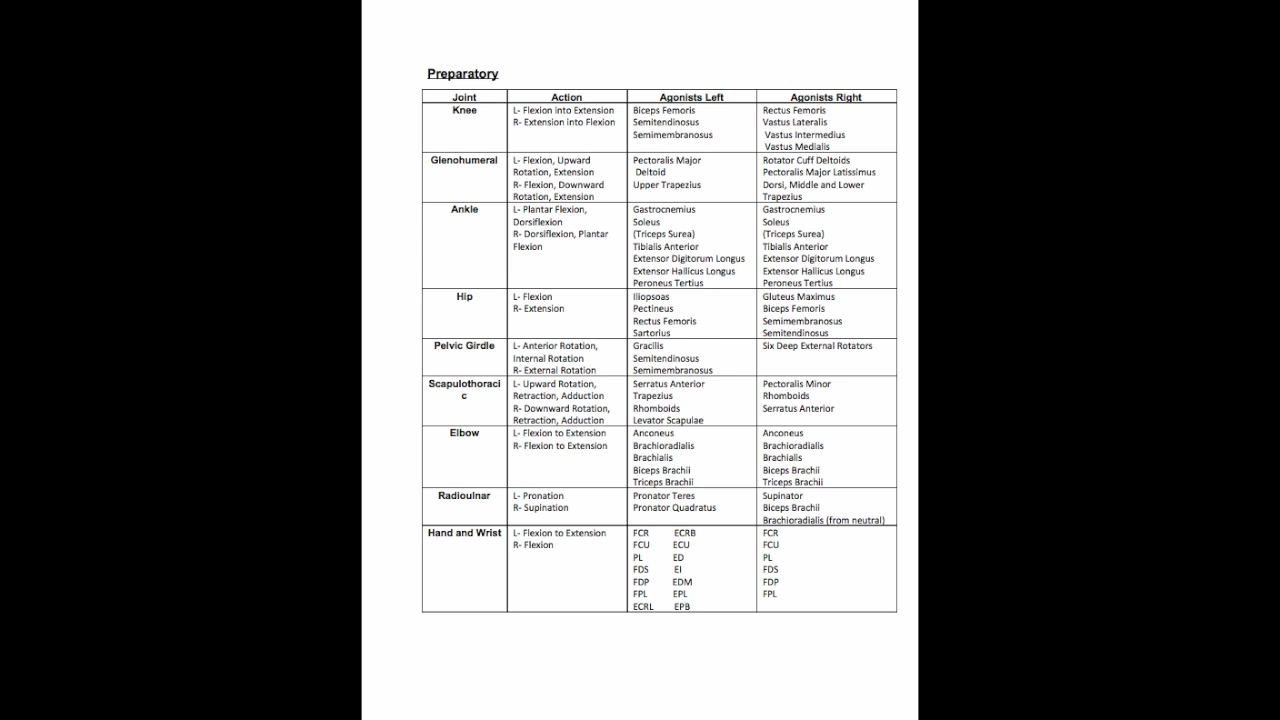 Preparatory
Joint Action Agonists Left Agonists Right
Knee
L- Flexion into Extension
R- Extension into Flexion
Biceps Femoris
Semitendinosus
Semimembranosus
Rectus Femoris
Vastus Lateralis
Vastus Intermedius
Vastus Medialis
Glenohumeral
L- Flexion, Upward
Rotation, Extension
R- Flexion, Downward
Rotation, Extension
Pectoralis Major
Deltoid
Upper Trapezius
Rotator Cuff Deltoids
Pectoralis Major Latissimus
Dorsi, Middle and Lower
Trapezius
Ankle
L- Plantar Flexion,
Dorsiflexion
R- Dorsiflexion, Plantar
Flexion
Gastrocnemius
Soleus
(Triceps Surea)
Tibialis Anterior
Extensor Digitorum Longus
Extensor Hallicus Longus
Peroneus Tertius
Gastrocnemius
Soleus
(Triceps Surea)
Tibialis Anterior
Extensor Digitorum Longus
Extensor Hallicus Longus
Peroneus Tertius
Hip
L- Flexion
R- Extension
Iliopsoas
Pectineus
Rectus Femoris
Sartorius
Gluteus Maximus
Biceps Femoris
Semimembranosus
Semitendinosus
Pelvic Girdle
L- Anterior Rotation,
Internal Rotation
R- External Rotation
Gracilis
Semitendinosus
Semimembranosus
Six Deep External Rotators
Scapulothoraci
c
L- Upward Rotation,
Retraction, Adduction
R- Downward Rotation,
Retraction, Adduction
Serratus Anterior
Trapezius
Rhomboids
Levator Scapulae
Pectoralis Minor
Rhomboids
Serratus Anterior
Elbow
L- Flexion to Extension
R- Flexion to Extension
Anconeus
Brachioradialis
Brachialis
Biceps Brachii
Triceps Brachii
Anconeus
Brachioradialis
Brachialis
Biceps Brachii
Triceps Brachii
Radioulnar
L- Pronation
R- Supination
Pronator Teres
Pronator Quadratus
Supinator
Biceps Brachii
Brachioradialis (from neutral)
Hand and Wrist
L- Flexion to Extension
R- Flexion
FCR ECRB
FCU ECU
PL ED
FDS EI
FDP EDM
FPL EPL
ECRL EPB
FCR
FCU
PL
FDS
FDP
FPL